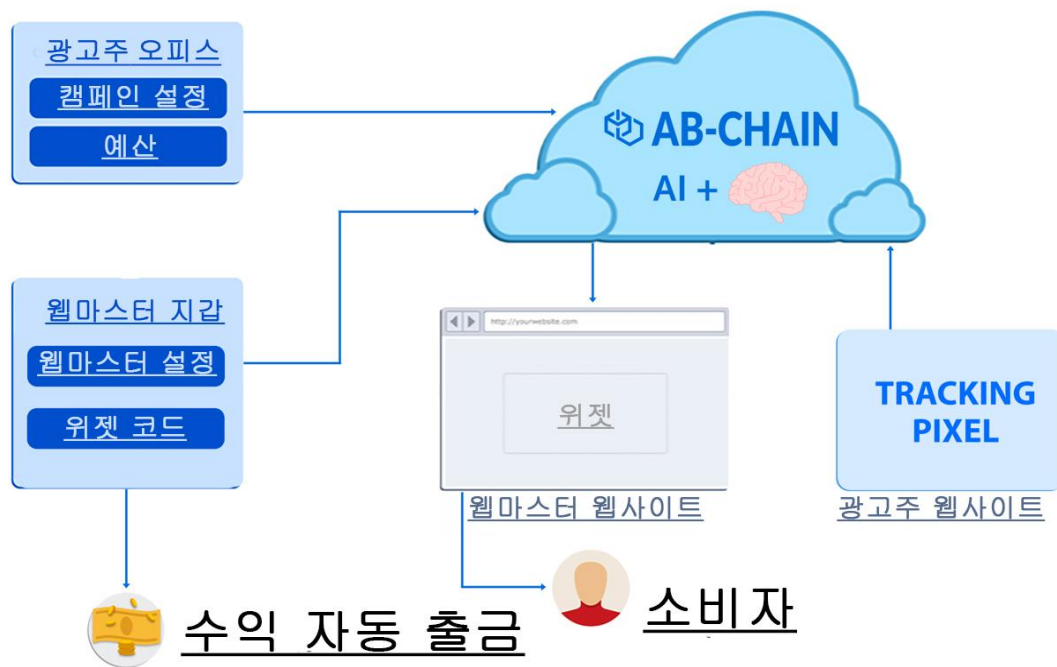 광고주 오피스
캠페인 설정
예산
AB-CHAIN
AI +
웹마스터 지갑
웹마스터 설정
위젯 코드
http://yourwebsite.com
위젯
웹마스터 웹사이트
TRACKING
PIXEL
광고주 웹사이트
수익 자동 출금
소비자